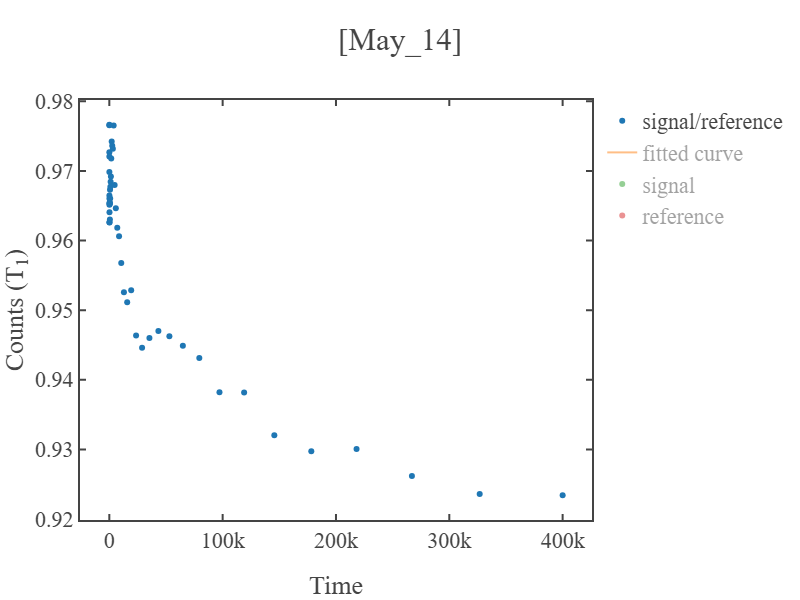 [May_14]
0.98
0.97
0.96
0.95
0.94
0.93
0.92
Counts (T1)
0 100k 200k 300k 400k
Time
signal/reference
fitted curve
signal
reference